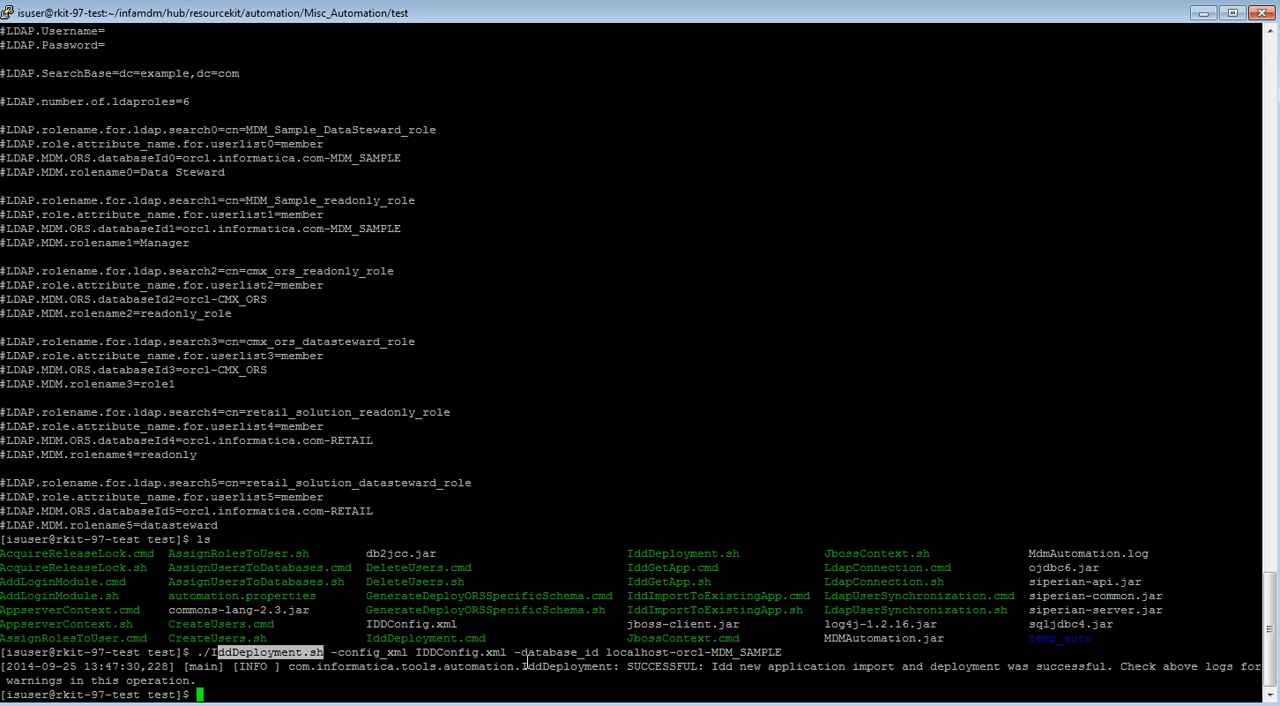 isuser@rkit-97-test:~/infamdm/hub/resourcekit/automation/Misc_Automation/test
#LDAP.Username=
#LDAP.Password=
#LDAP.SearchBase=dc=example,dc=com
#LDAP.number.of.ldaproles=6
#LDAP.rolename.for.ldap.search0=cn=MDM_Sample_DataSteward_role
#LDAP.role.attribute_name.for.userlist0=member
#LDAP.MDM.ORS.databaseId0=orcl.informatica.com-MDM_SAMPLE
#LDAP.MDM.rolename0=Data Steward
#LDAP.rolename.for.ldap.search1=cn=MDM_Sample_readonly_role
#LDAP.role.attribute_name.for.userlist1=member
#LDAP.MDM.ORS.databaseId1=orcl.informatica.com-MDM_SAMPLE
#LDAP.MDM.rolename1=Manager
#LDAP.rolename.for.ldap.search2=cn=cmx_ors_readonly_role
#LDAP.role.attribute_name.for.userlist2=member
#LDAP.MDM.ORS.databaseId2=orcl-CMX_ORS
#LDAP.MDM.rolename2=readonly_role
#LDAP.rolename.for.ldap.search3=cn=cmx_ors_datasteward_role
#LDAP.role.attribute_name.for.userlist3=member
#LDAP.MDM.ORS.databaseId3=orcl-CMX_ORS
#LDAP.MDM.rolename3=role1
#LDAP.rolename.for.ldap.search4=cn=retail_solution_readonly_role
#LDAP.role.attribute_name.for.userlist4=member
#LDAP.MDM.ORS.databaseId4=orcl.informatica.com-RETAIL
#LDAP.MDM.rolename4=readonly
#LDAP.rolename.for.ldap.search5=cn=retail_solution_datasteward_role
#LDAP.role.attribute_name.for.userlist5=member
#LDAP.MDM.ORS.databaseId5=orcl.informatica.com-RETAIL
#LDAP.MDM.rolename5=datasteward
[isuser@rkit-97-test test]$ ls
AcquireReleaseLock.cmd AssignRolesToUser.sh db2jcc.jar IddDeployment.sh JbossContext.sh MdmAutomation.log
AcquireReleaseLock.sh AssignUsersToDatabases.cmd DeleteUsers.cmd IddGetApp.cmd LdapConnection.cmd ojdbc6.jar
AddLoginModule.cmd AssignUsersToDatabases.sh DeleteUsers.sh IddGetApp.sh LdapConnection.sh siperian-api.jar
AddLoginModule.sh automation.properties GenerateDeployORSSpecificSchema.cmd IddImportToExistingApp.cmd LdapUserSynchronization.cmd siperian-common.jar
AppserverContext.cmd commons-lang-2.3.jar GenerateDeployORSSpecificSchema.sh IddImportToExistingApp.sh LdapUserSynchronization.sh siperian-server.jar
AppserverContext.sh CreateUsers.cmd IDDConfig.xml jboss-client.jar log4j-1.2.16.jar sqljdbc4.jar
AssignRolesToUser.cmd CreateUsers.sh IddDeployment.cmd JbossContext.cmd MDMAutomation.jar temp_auto
[isuser@rkit-97-test test]$ ./IddDeployment.sh -config_xml IDDConfig.xml -database_id localhost-orcl-MDM_SAMPLE
[2014-09-25 13:47:30,228] [main] [INFO ] com.informatica.tools.automation.IddDeployment: SUCCESSFUL: Idd new application import and deployment was successful. Check above logs for
warnings in this operation.
[isuser@rkit-97-test test]$